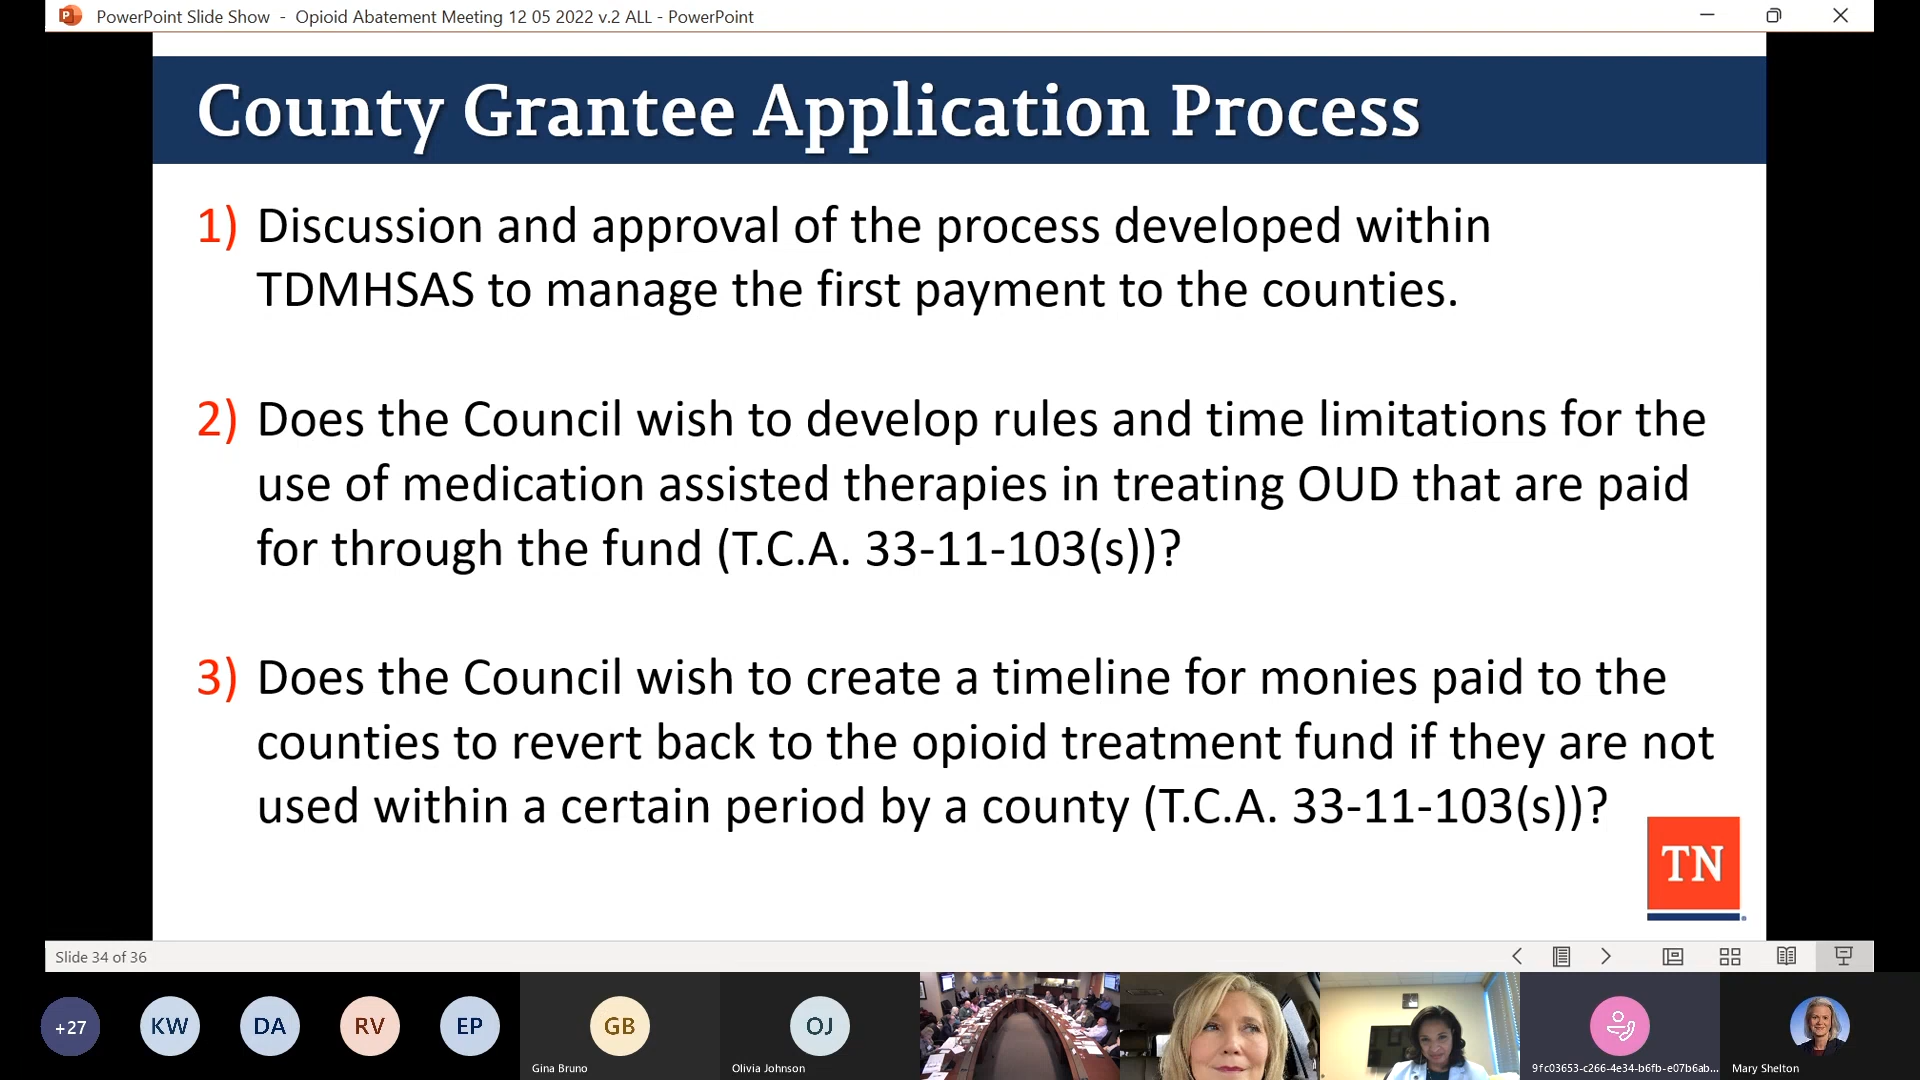 PowerPoint Slide Show - Opioid Abatement Meeting 12 05 2022 v.2 ALL - PowerPoint
County Grantee Application Process
1) Discussion and approval of the process developed within
TDMHSAS to manage the first payment to the counties.
2) Does the Council wish to develop rules and time limitations for the
use of medication assisted therapies in treating OUD that are paid
for through the fund (T.C.A. 33-11-103(s))?
3) Does the Council wish to create a timeline for monies paid to the
counties to revert back to the opioid treatment fund if they are not
used within a certain period by a county (T.C.A. 33-11-103(s))?
TN
Slide 34 of 36
+27
KW
DA
RV
EP
GB
Gina Bruno
OJ
Olivia Johnson
9fc03653-c266-4e34-b6fb-e07b6ab...
Mary Shelton